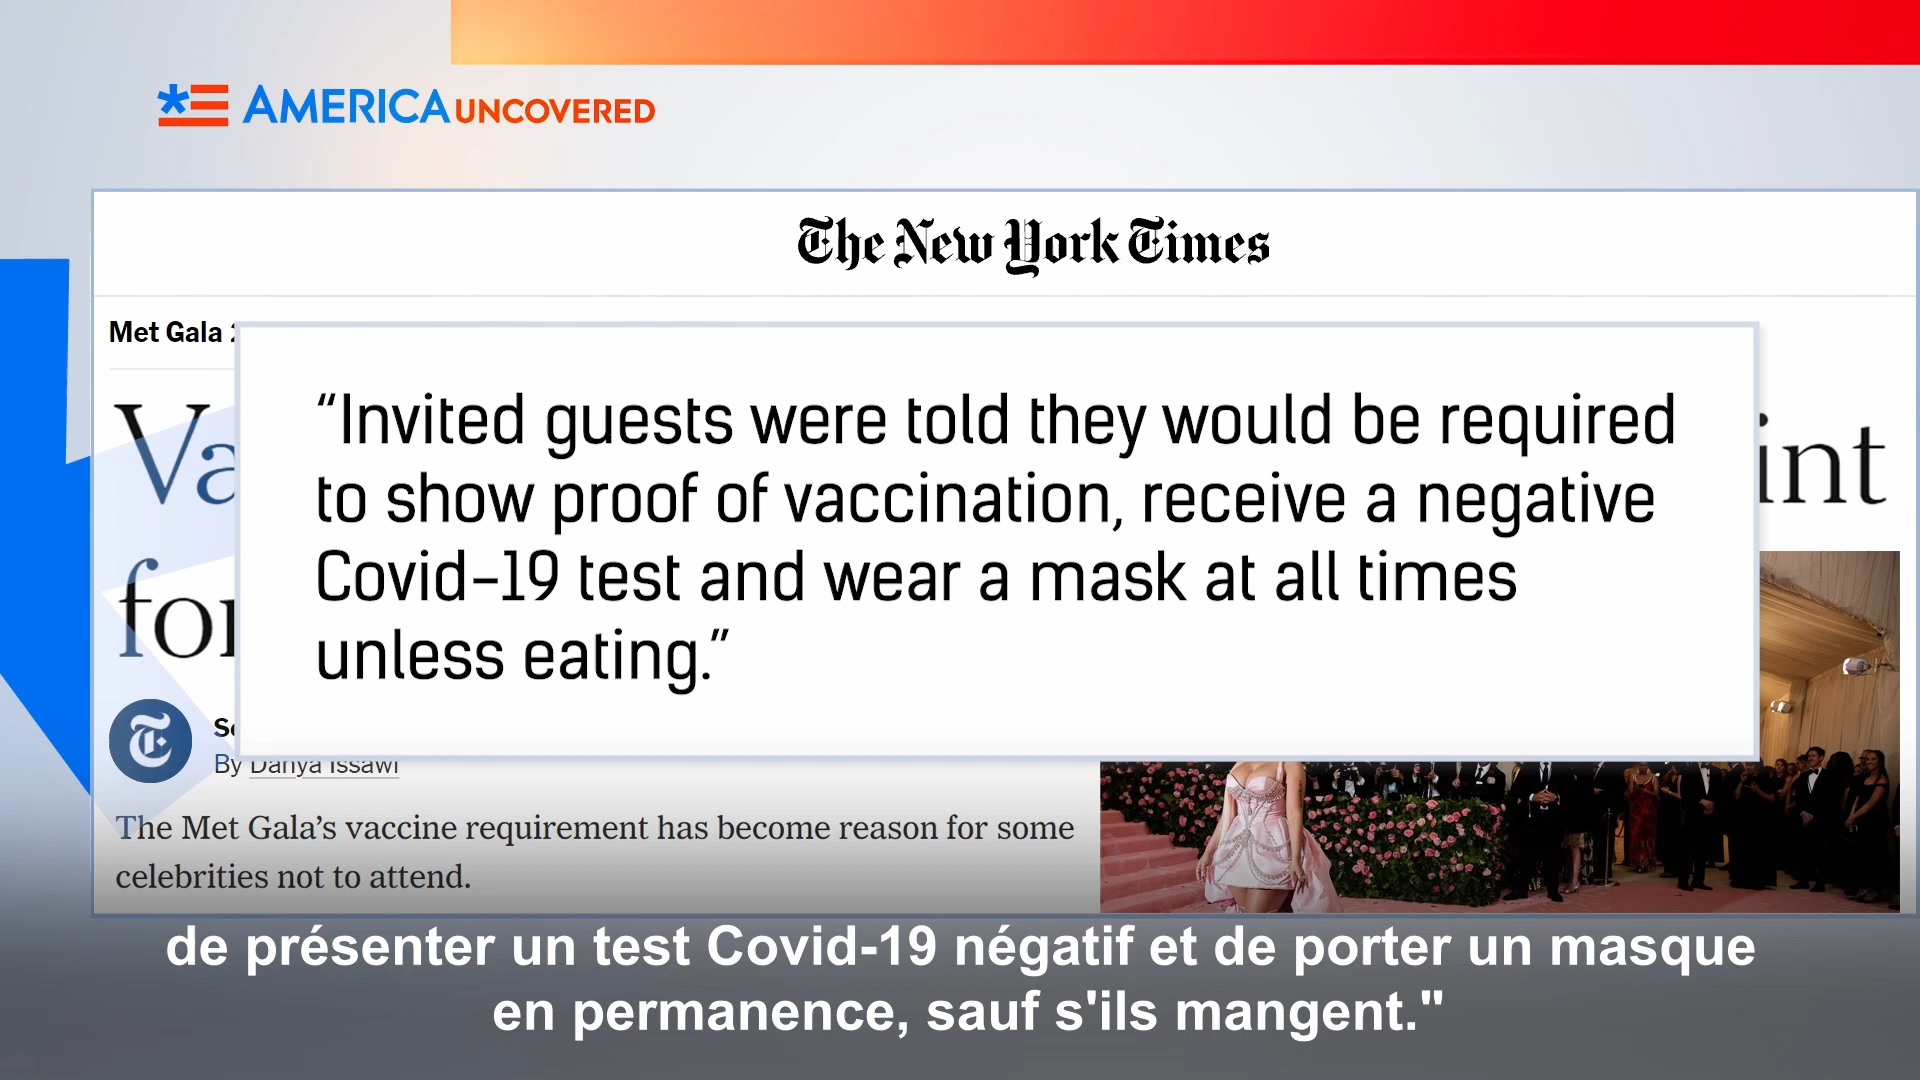 AMERICA UNCOVERED
The New York Times
Met Gala
“Invited guests were told they would be required
to show proof of vaccination, receive a negative
Covid-19 test and wear a mask at all times
unless eating.”
By Danya Issawi
The Met Gala’s vaccine requirement has become reason for some
celebrities not to attend.
de présenter un test Covid-19 négatif et de porter un masque
en permanence, sauf s'ils mangent."